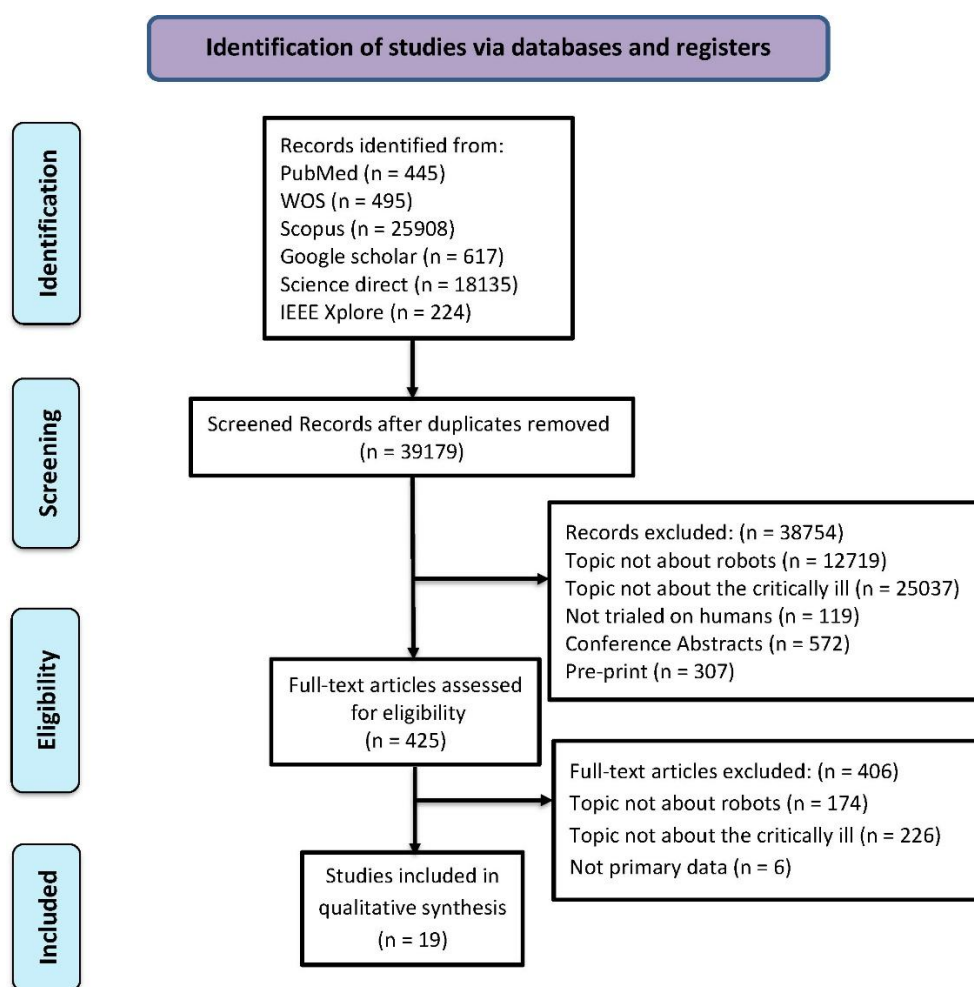 Identification of studies via databases and registers
Identification
Records identified from:
PubMed (n = 445)
WOS (n = 495)
Scopus (n = 25908)
Google scholar (n = 617)
Science direct (n = 18135)
IEEE Xplore (n = 224)
Screening
Screened Records after duplicates removed
(n = 39179)
Records excluded: (n = 38754)
Topic not about robots (n = 12719)
Topic not about the critically ill (n = 25037)
Not trialed on humans (n = 119)
Conference Abstracts (n = 572)
Pre-print (n = 307)
Eligibility
Full-text articles assessed
for eligibility
(n = 425)
Full-text articles excluded: (n = 406)
Topic not about robots (n = 174)
Topic not about the critically ill (n = 226)
Not primary data (n = 6)
Included
Studies included in
qualitative synthesis
(n = 19)